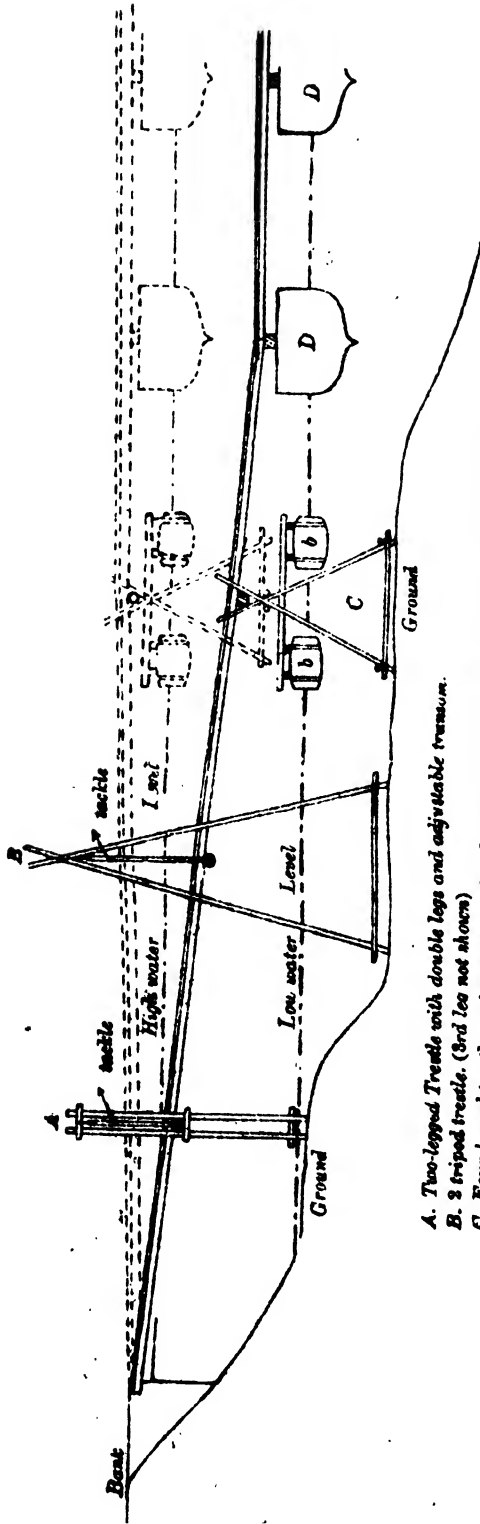 Bank
A
tackle
B
tackle
High water Level
Low water Level
Ground
C
Ground
b
b
D
D
A. Two-legged Trestle with double legs and adjustable transom.
B. 2 tripod trestle. (3rd leg not shown)